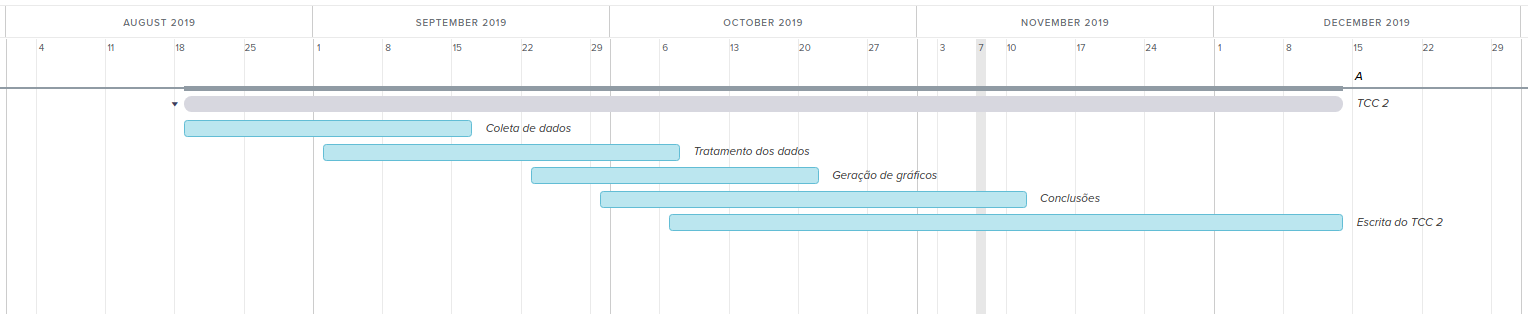 AUGUST 2019 SEPTEMBER 2019 OCTOBER 2019 NOVEMBER 2019 DECEMBER 2019
4 11 18 25 1 8 15 22 29 6 13 20 27 3 7 10 17 24 1 8 15 22 29
A
TCC 2
Coleta de dados
Tratamento dos dados
Geração de gráficos
Conclusões
Escrita do TCC 2